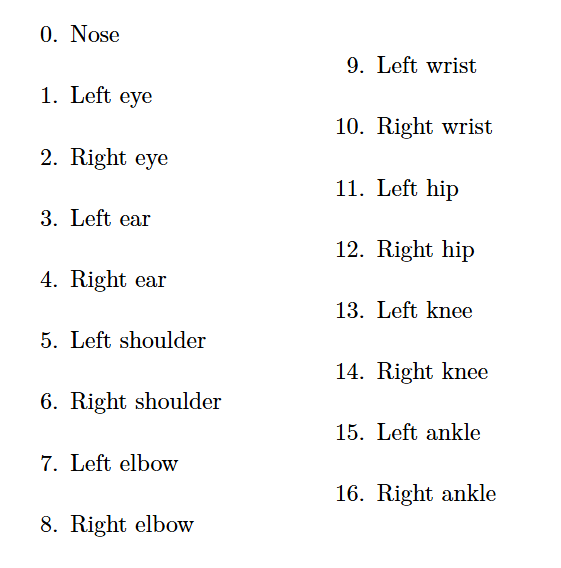 0. Nose
1. Left eye
2. Right eye
3. Left ear
4. Right ear
5. Left shoulder
6. Right shoulder
7. Left elbow
8. Right elbow
9. Left wrist
10. Right wrist
11. Left hip
12. Right hip
13. Left knee
14. Right knee
15. Left ankle
16. Right ankle